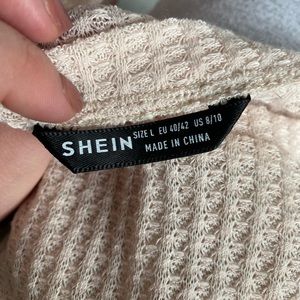 SHEIN
SIZE L EU 40/42 US 8/10
MADE IN CHINA